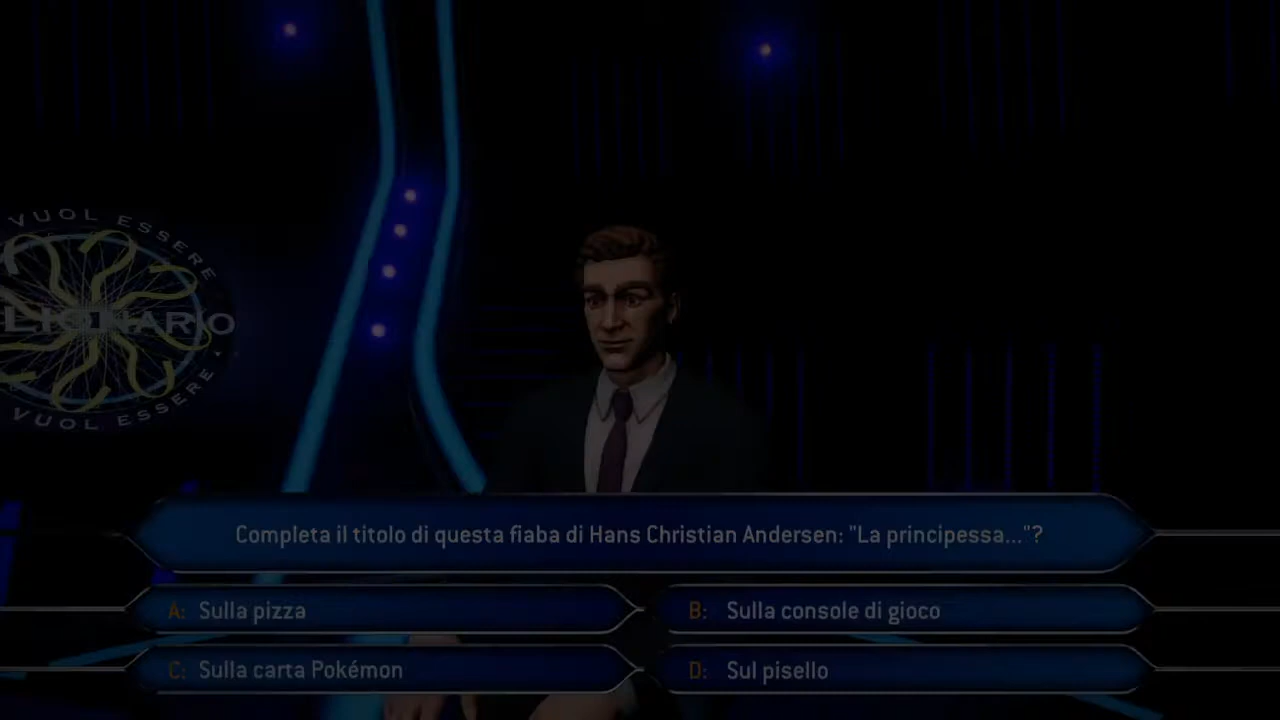 VUOL ESSERE
LIONARIO
VUOL ESSERE
Completa il titolo di questa fiaba di Hans Christian Andersen: "La principessa..."?
A: Sulla pizza
B: Sulla console di gioco
C: Sulla carta Pokémon
D: Sul pisello